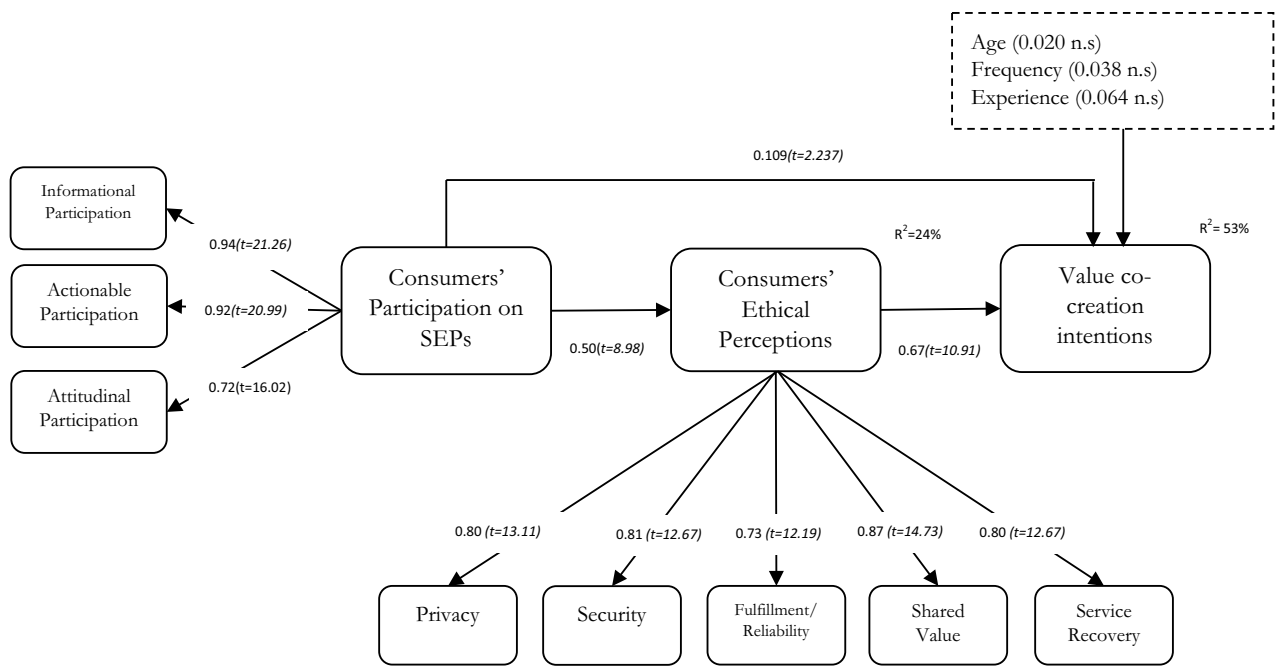 Age (0.020 n.s)
Frequency (0.038 n.s)
Experience (0.064 n.s)
0.109(t=2.237)
Informational
Participation
0.94(t=21.26)
Actionable
Participation
0.92(t=20.99)
Attitudinal
Participation
0.72(t=16.02)
Consumers’
Participation on
SEPs
0.50(t=8.98)
R²=24%
Consumers’
Ethical
Perceptions
0.67(t=10.91)
R²= 53%
Value co-
creation
intentions
0.80 (t=13.11)
0.81 (t=12.67)
0.73 (t=12.19)
0.87 (t=14.73)
0.80 (t=12.67)
Privacy
Security
Fulfillment/
Reliability
Shared
Value
Service
Recovery